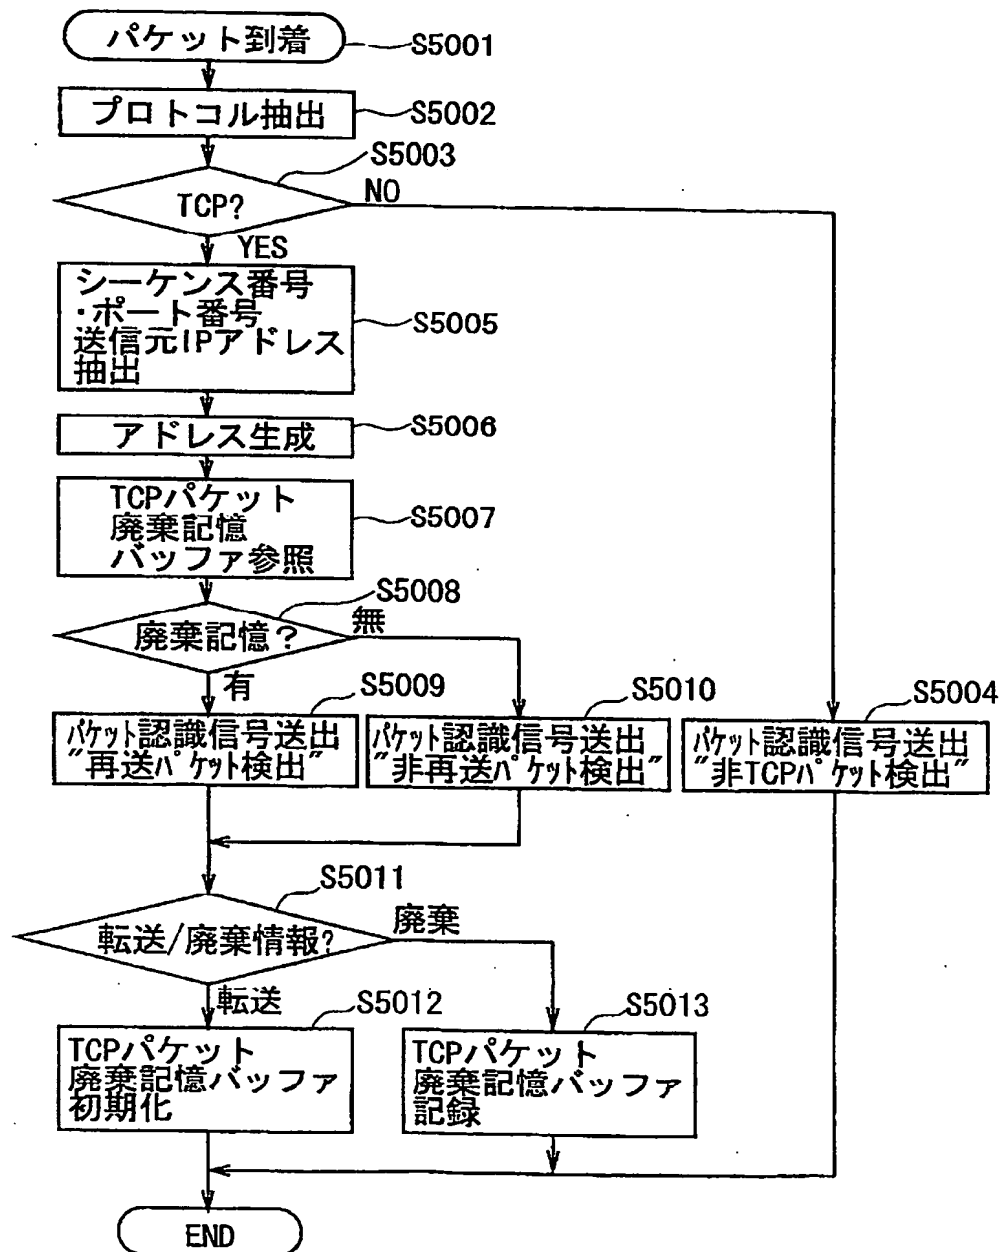 パケット到着
S5001
プロトコル抽出
S5002
S5003
TCP?
NO
YES
シーケンス番号
・ポート番号
送信元IPアドレス
抽出
S5005
アドレス生成
S5006
TCPパケット
廃棄記憶
バッファ参照
S5007
S5008
廃棄記憶?
無
有
S5009
パケット認識信号送出
"再送パケット検出"
S5010
パケット認識信号送出
"非再送パケット検出"
S5004
パケット認識信号送出
"非TCPパケット検出"
S5011
転送/廃棄情報?
廃棄
転送
S5012
TCPパケット
廃棄記憶バッファ
初期化
S5013
TCPパケット
廃棄記憶バッファ
記録
END